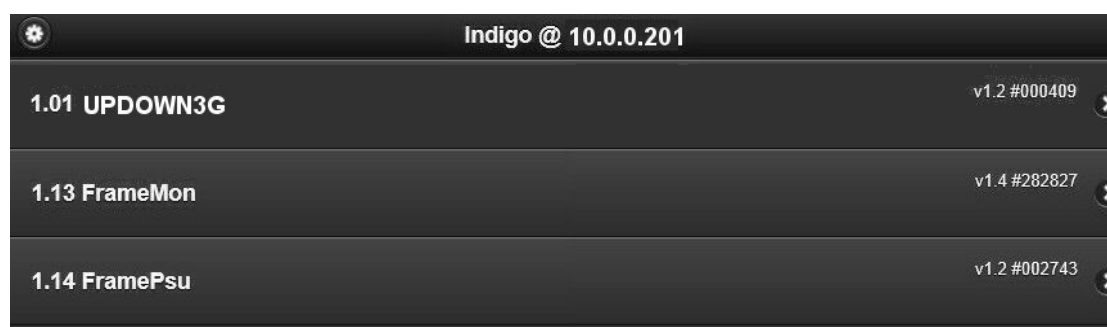 Indigo @ 10.0.0.201
1.01 UPDOWN3G
v1.2 #000409
1.13 FrameMon
v1.4 #282827
1.14 FramePsu
v1.2 #002743